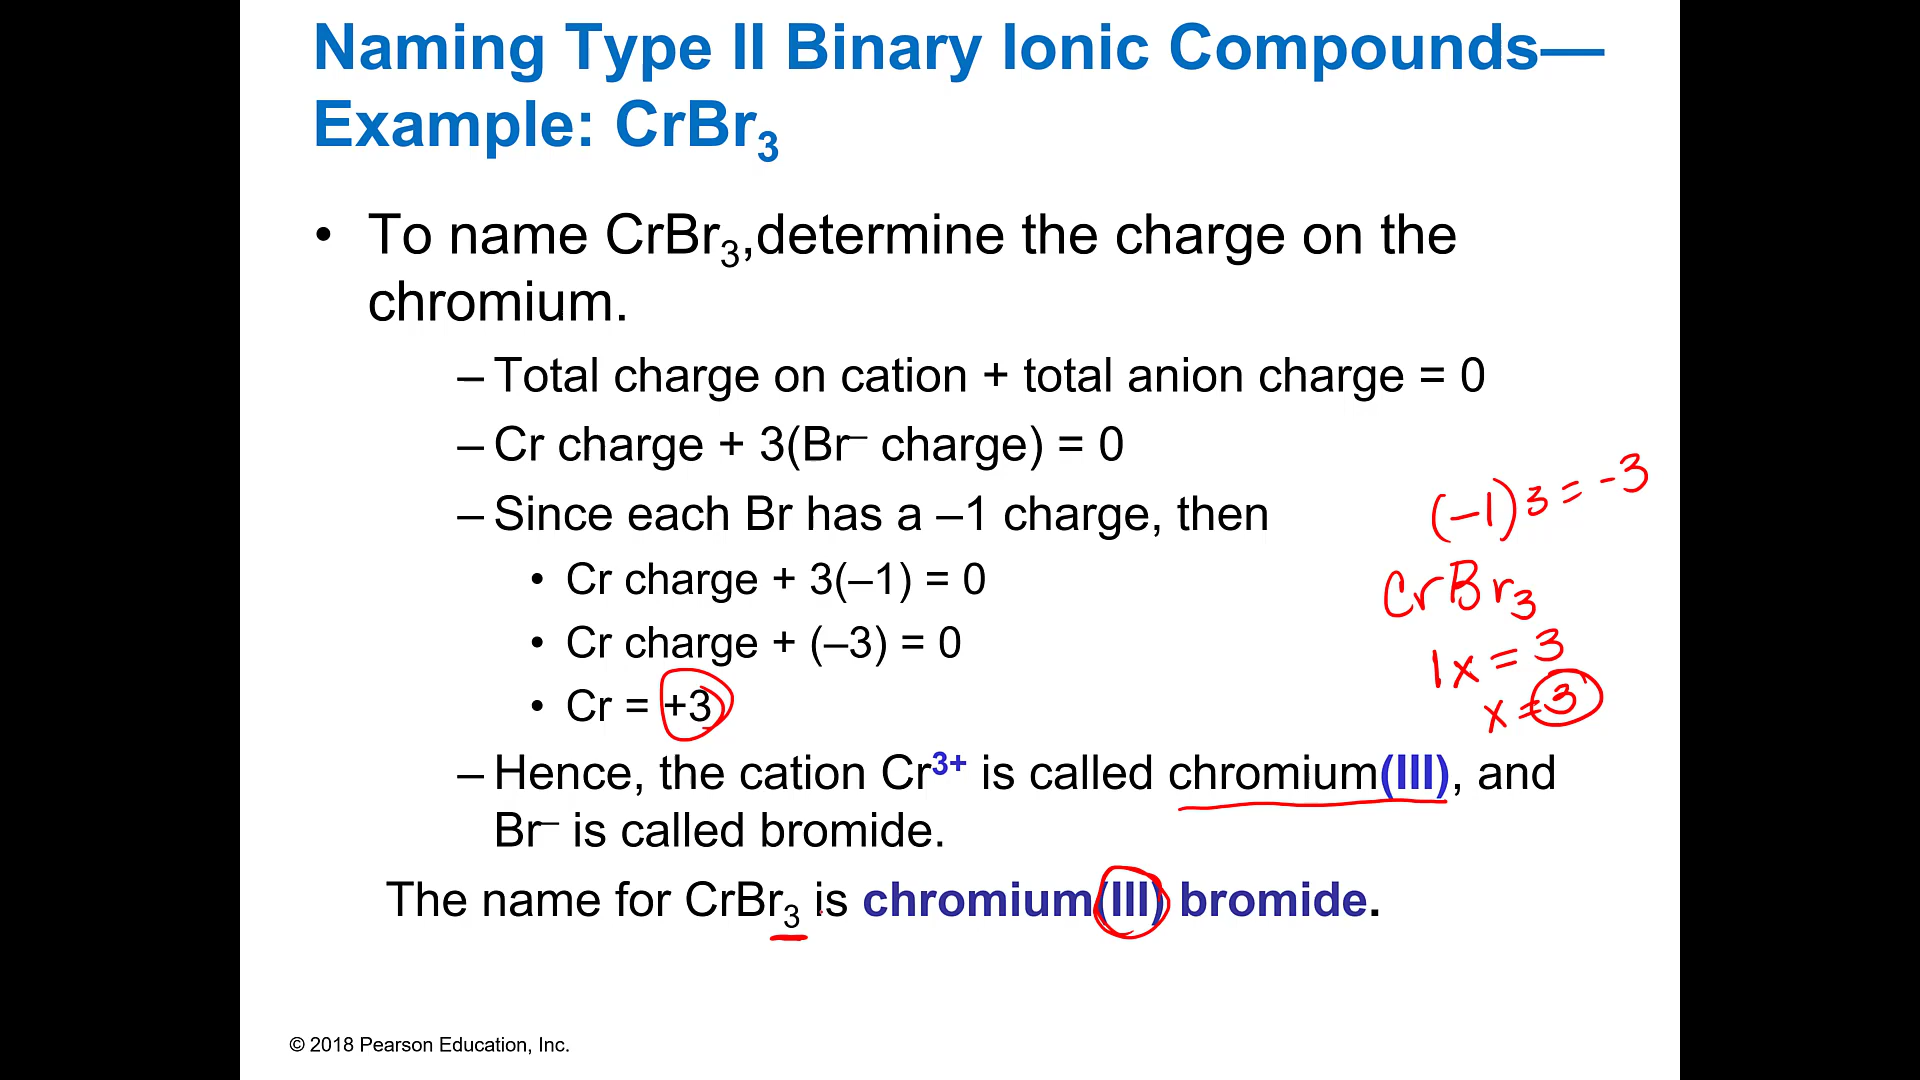 Naming Type II Binary Ionic Compounds—
Example: CrBr₃
• To name CrBr₃,determine the charge on the
chromium.
– Total charge on cation + total anion charge = 0
– Cr charge + 3(Br⁻ charge) = 0
– Since each Br has a –1 charge, then
(-1)3 = -3
• Cr charge + 3(–1) = 0
CrBr₃
• Cr charge + (–3) = 0
1x = 3
• Cr = +3
x = 3
– Hence, the cation Cr³⁺ is called chromium(III), and
Br⁻ is called bromide.
The name for CrBr₃ is chromium(III) bromide.
© 2018 Pearson Education, Inc.